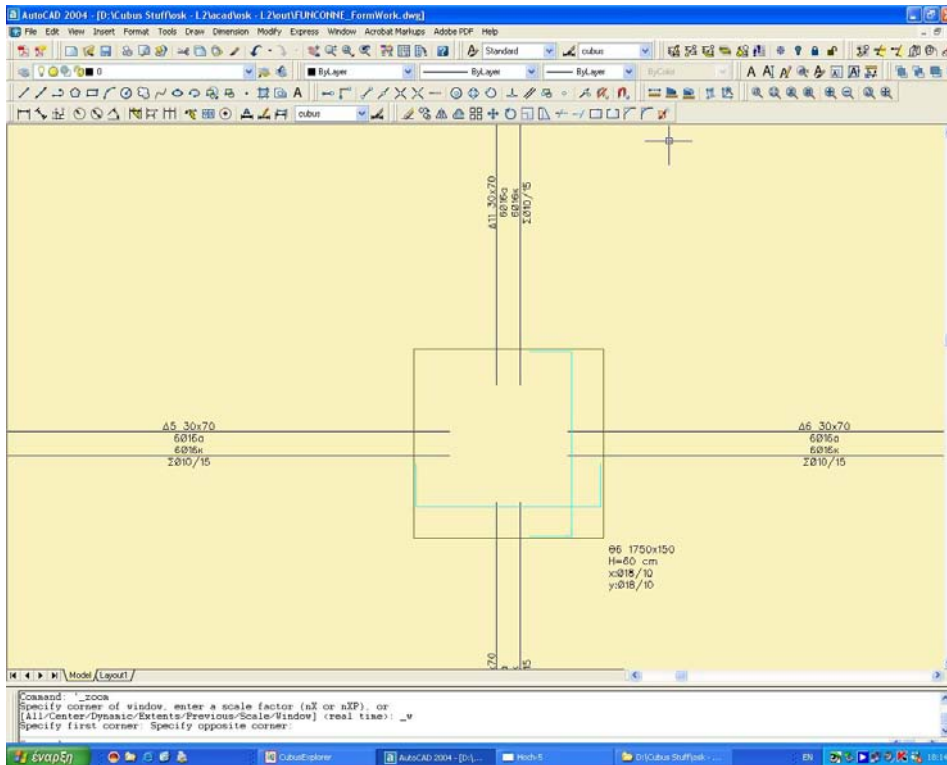 AutoCAD 2004 - [D:\Cubus Stuff\osk - L2\acad\osk - L2\out\FUNCONNE_FormWork.dwg]
File Edit View Insert Format Tools Draw Dimension Modify Express Window Acrobat Markups Adobe PDF Help
Standard cubus
0 ByLayer ByLayer ByLayer ByColor
cubus
Δ11 30x70
6Ø16α
6Ø16κ
ΣØ10/15
Δ5 30x70
6Ø16α
6Ø16κ
ΣØ10/15
Δ6 30x70
6Ø16α
6Ø16κ
ΣØ10/15
θ6 1750x150
H=60 cm
x:Ø18/10
y:Ø18/10
Model Layout1
Command: '_zoom
Specify corner of window, enter a scale factor (nX or nXP), or
[All/Center/Dynamic/Extents/Previous/Scale/Window] <real time>: _w
Specify first corner: Specify opposite corner:
έναρξη CubusExplorer AutoCAD 2004 - [D:\... Hoch-5 D:\Cubus Stuff\osk - ... EN